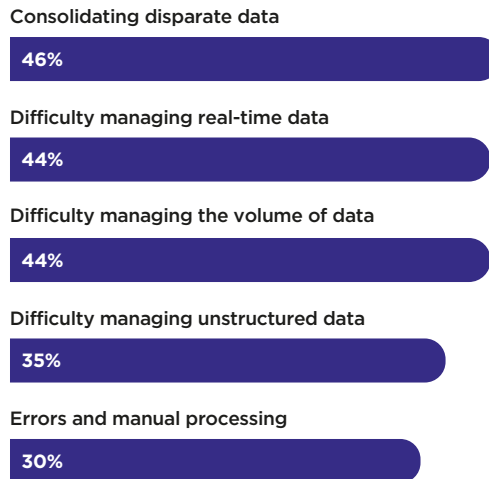 Consolidating disparate data
46%
Difficulty managing real-time data
44%
Difficulty managing the volume of data
44%
Difficulty managing unstructured data
35%
Errors and manual processing
30%